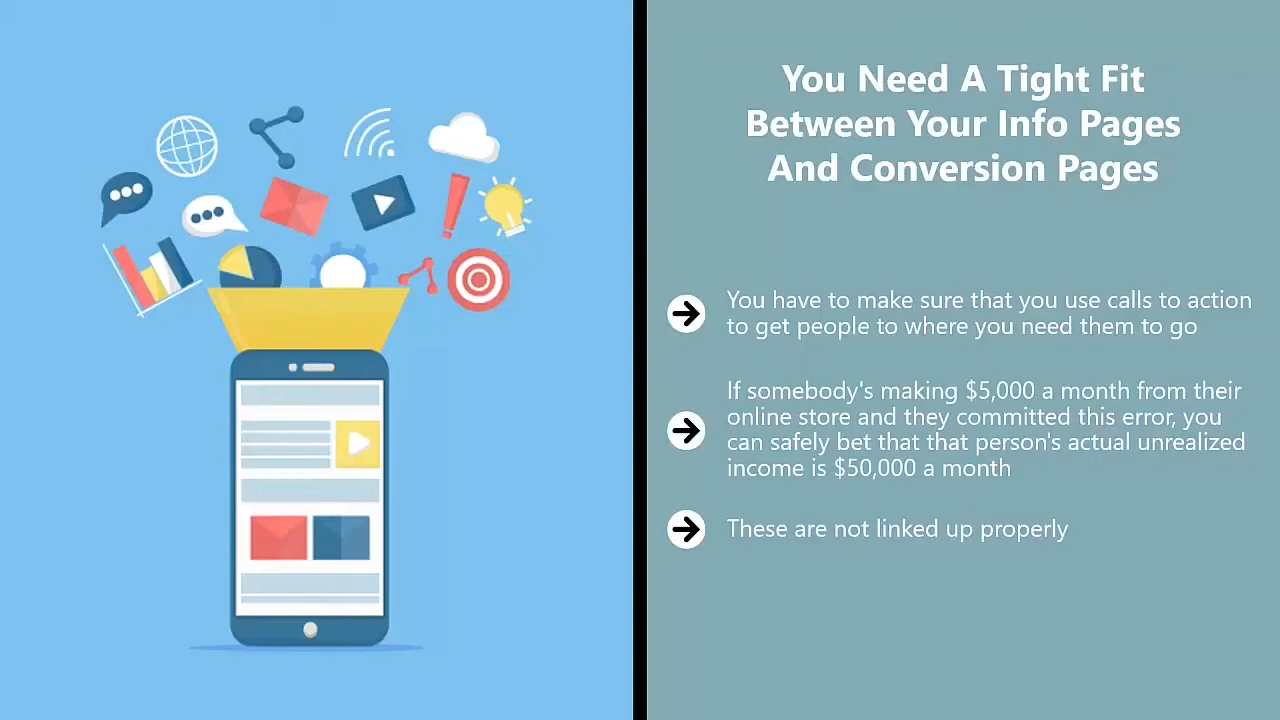 You Need A Tight Fit
Between Your Info Pages
And Conversion Pages
You have to make sure that you use calls to action
to get people to where you need them to go
If somebody's making $5,000 a month from their
online store and they committed this error, you
can safely bet that that person's actual unrealized
income is $50,000 a month
These are not linked up properly